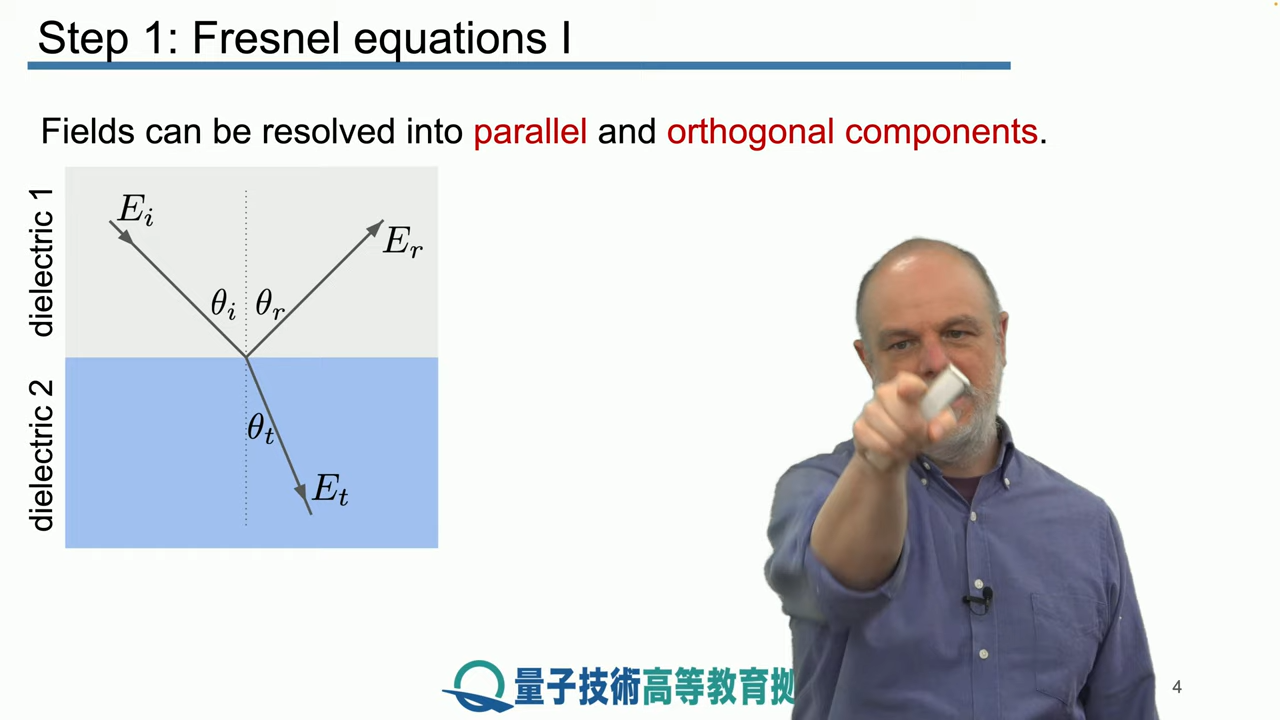 Step 1: Fresnel equations I
Fields can be resolved into parallel and orthogonal components.
dielectric 1
E_i
E_r
θ_i
θ_r
dielectric 2
θ_t
E_t
量子技術高等教育拠
4